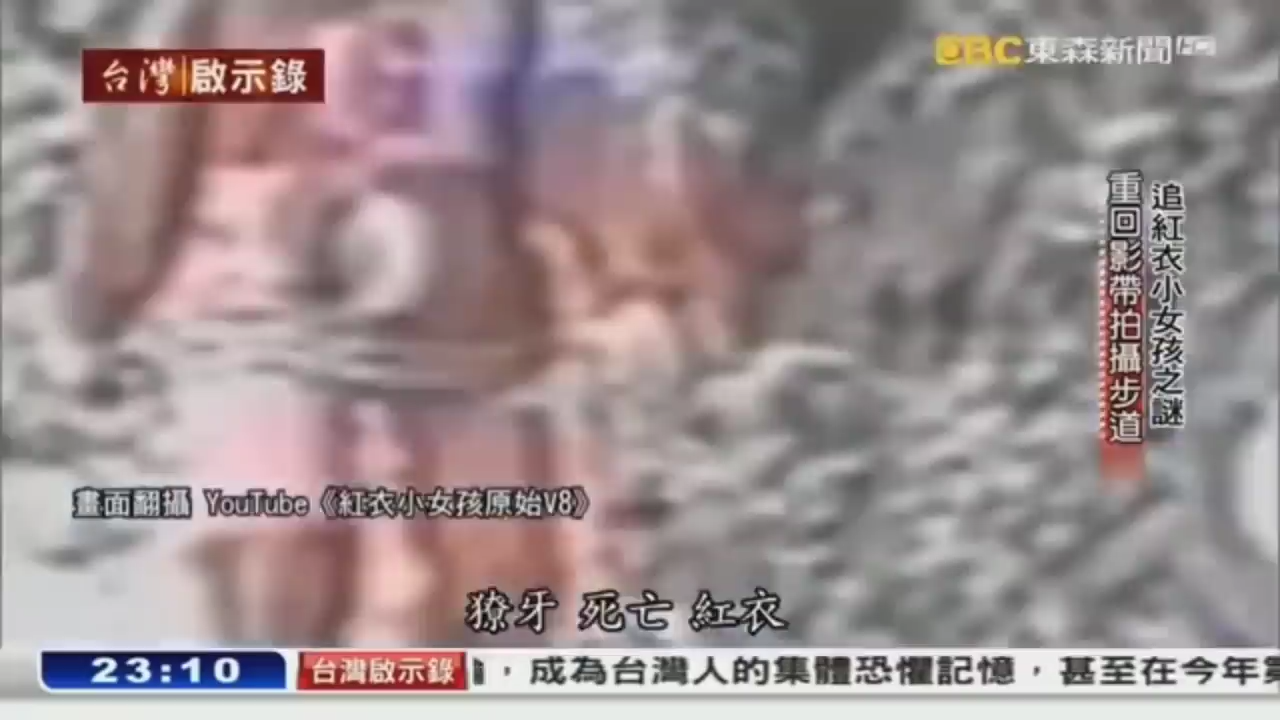 台灣啟示錄
EBC東森新聞HD
追紅衣小女孩之謎
重回影帶拍攝步道
畫面翻攝 YouTube《紅衣小女孩原始V8》
獠牙 死亡 紅衣
23:10
台灣啟示錄
,成為台灣人的集體恐懼記憶,甚至在今年